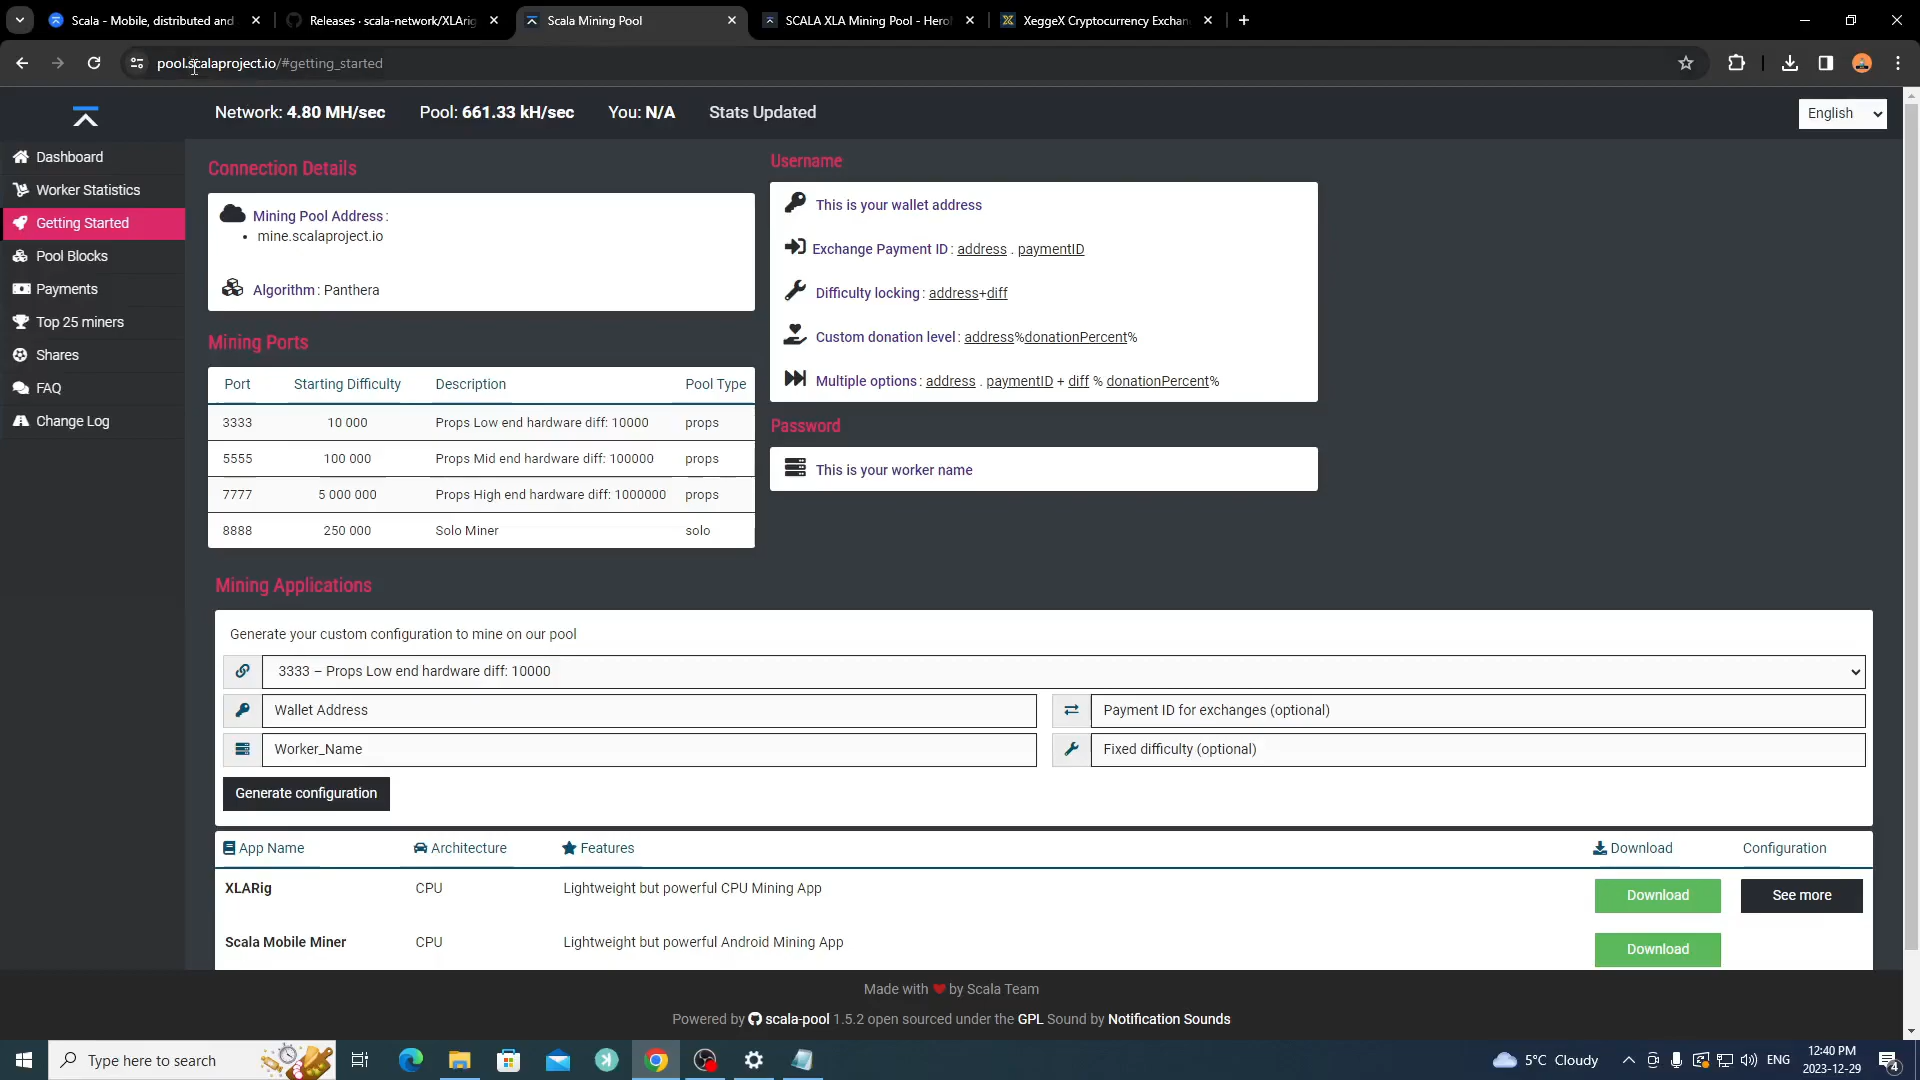 Scala - Mobile, distributed and
Releases · scala-network/XLArig
Scala Mining Pool
SCALA XLA Mining Pool - Hero
XeggeX Cryptocurrency Exchan
pool.scalaproject.io/#getting_started
Network: 4.80 MH/sec
Pool: 661.33 kH/sec
You: N/A
Stats Updated
English
Dashboard
Worker Statistics
Getting Started
Pool Blocks
Payments
Top 25 miners
Shares
FAQ
Change Log
Connection Details
Mining Pool Address :
• mine.scalaproject.io
Algorithm : Panthera
Mining Ports
Port Starting Difficulty Description Pool Type
3333 10 000 Props Low end hardware diff: 10000 props
5555 100 000 Props Mid end hardware diff: 100000 props
7777 5 000 000 Props High end hardware diff: 1000000 props
8888 250 000 Solo Miner solo
Username
This is your wallet address
Exchange Payment ID : address . paymentID
Difficulty locking : address+diff
Custom donation level : address%donationPercent%
Multiple options : address . paymentID + diff % donationPercent%
Password
This is your worker name
Mining Applications
Generate your custom configuration to mine on our pool
3333 – Props Low end hardware diff: 10000
Wallet Address
Payment ID for exchanges (optional)
Worker_Name
Fixed difficulty (optional)
Generate configuration
App Name Architecture Features Download Configuration
XLARig CPU Lightweight but powerful CPU Mining App Download See more
Scala Mobile Miner CPU Lightweight but powerful Android Mining App Download
Made with ❤ by Scala Team
Powered by scala-pool 1.5.2 open sourced under the GPL Sound by Notification Sounds
Type here to search
5°C Cloudy
ENG
12:40 PM
2023-12-29
4